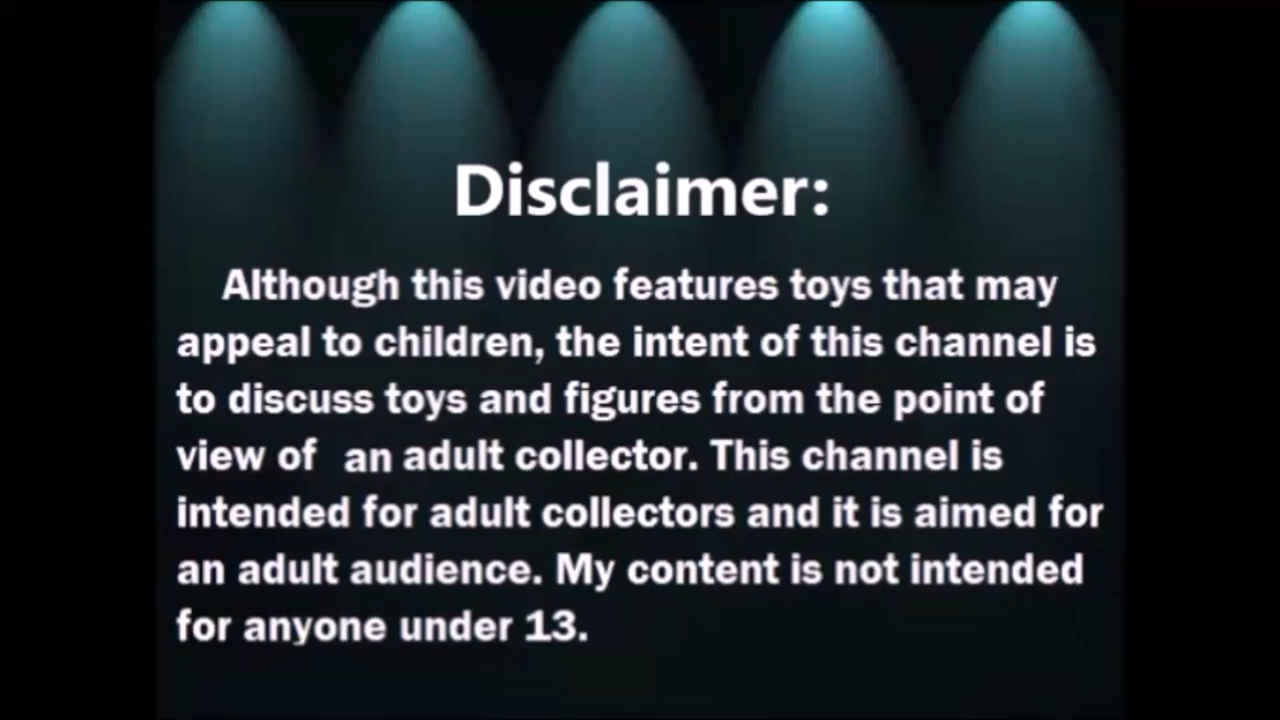 Disclaimer:
Although this video features toys that may
appeal to children, the intent of this channel is
to discuss toys and figures from the point of
view of an adult collector. This channel is
intended for adult collectors and it is aimed for
an adult audience. My content is not intended
for anyone under 13.